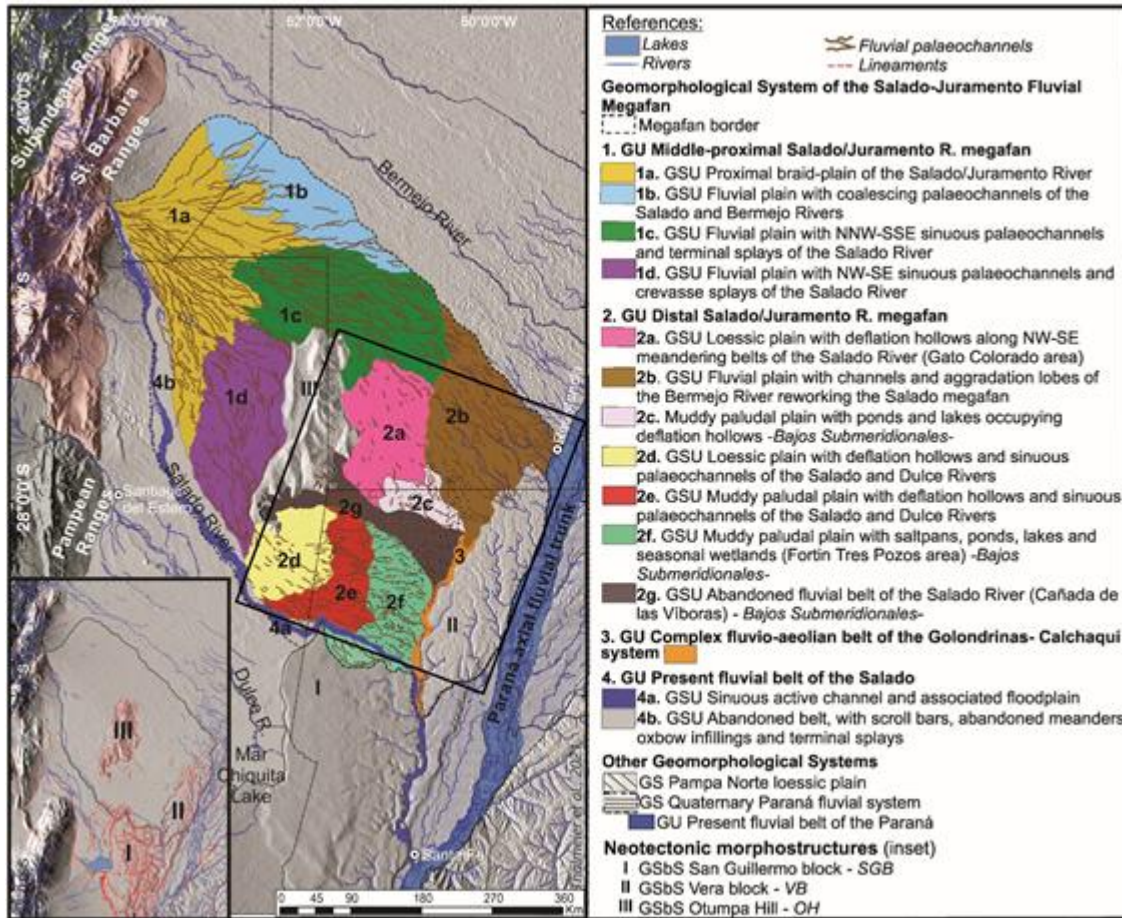 64°0'0"W
62°0'0"W
60°0'0"W
24°0'0"S
Subandean Ranges
St. Barbara
Ranges
1b
1a
Bermejo River
1c
4b
1d
III
2a
2b
2c
Salado River
2g
28°0'0"S
Pampean
Ranges
Santiago
del Estero
2d
2e
2f
3
II
4a
Paraná axial fluvial trunk
I
Dulce R.
Mar
Chiquita
Lake
III
II
I
Santa Fe
0 45 90 180 270 360
Km
References:
Lakes
Rivers
Fluvial palaeochannels
Lineaments
Geomorphological System of the Salado-Juramento Fluvial
Megafan
Megafan border
1. GU Middle-proximal Salado/Juramento R. megafan
1a. GSU Proximal braid-plain of the Salado/Juramento River
1b. GSU Fluvial plain with coalescing palaeochannels of the
Salado and Bermejo Rivers
1c. GSU Fluvial plain with NNW-SSE sinuous palaeochannels
and terminal splays of the Salado River
1d. GSU Fluvial plain with NW-SE sinuous palaeochannels and
crevasse splays of the Salado River
2. GU Distal Salado/Juramento R. megafan
2a. GSU Loessic plain with deflation hollows along NW-SE
meandering belts of the Salado River (Gato Colorado area)
2b. GSU Fluvial plain with channels and aggradation lobes of
the Bermejo River reworking the Salado megafan
2c. Muddy paludal plain with ponds and lakes occupying
deflation hollows -Bajos Submeridionales-
2d. GSU Loessic plain with deflation hollows and sinuous
palaeochannels of the Salado and Dulce Rivers
2e. GSU Muddy paludal plain with deflation hollows and sinuous
palaeochannels of the Salado and Dulce Rivers
2f. GSU Muddy paludal plain with saltpans, ponds, lakes and
seasonal wetlands (Fortin Tres Pozos area) -Bajos
Submeridionales-
2g. GSU Abandoned fluvial belt of the Salado River (Cañada de
las Víboras) - Bajos Submeridionales-
3. GU Complex fluvio-aeolian belt of the Golondrinas- Calchaquí
system
4. GU Present fluvial belt of the Salado
4a. GSU Sinuous active channel and associated floodplain
4b. GSU Abandoned belt, with scroll bars, abandoned meanders
oxbow infillings and terminal splays
Other Geomorphological Systems
GS Pampa Norte loessic plain
GS Quaternary Paraná fluvial system
GU Present fluvial belt of the Paraná
Neotectonic morphostructures (inset)
I GSbS San Guillermo block - SGB
II GSbS Vera block - VB
III GSbS Otumpa Hill - OH